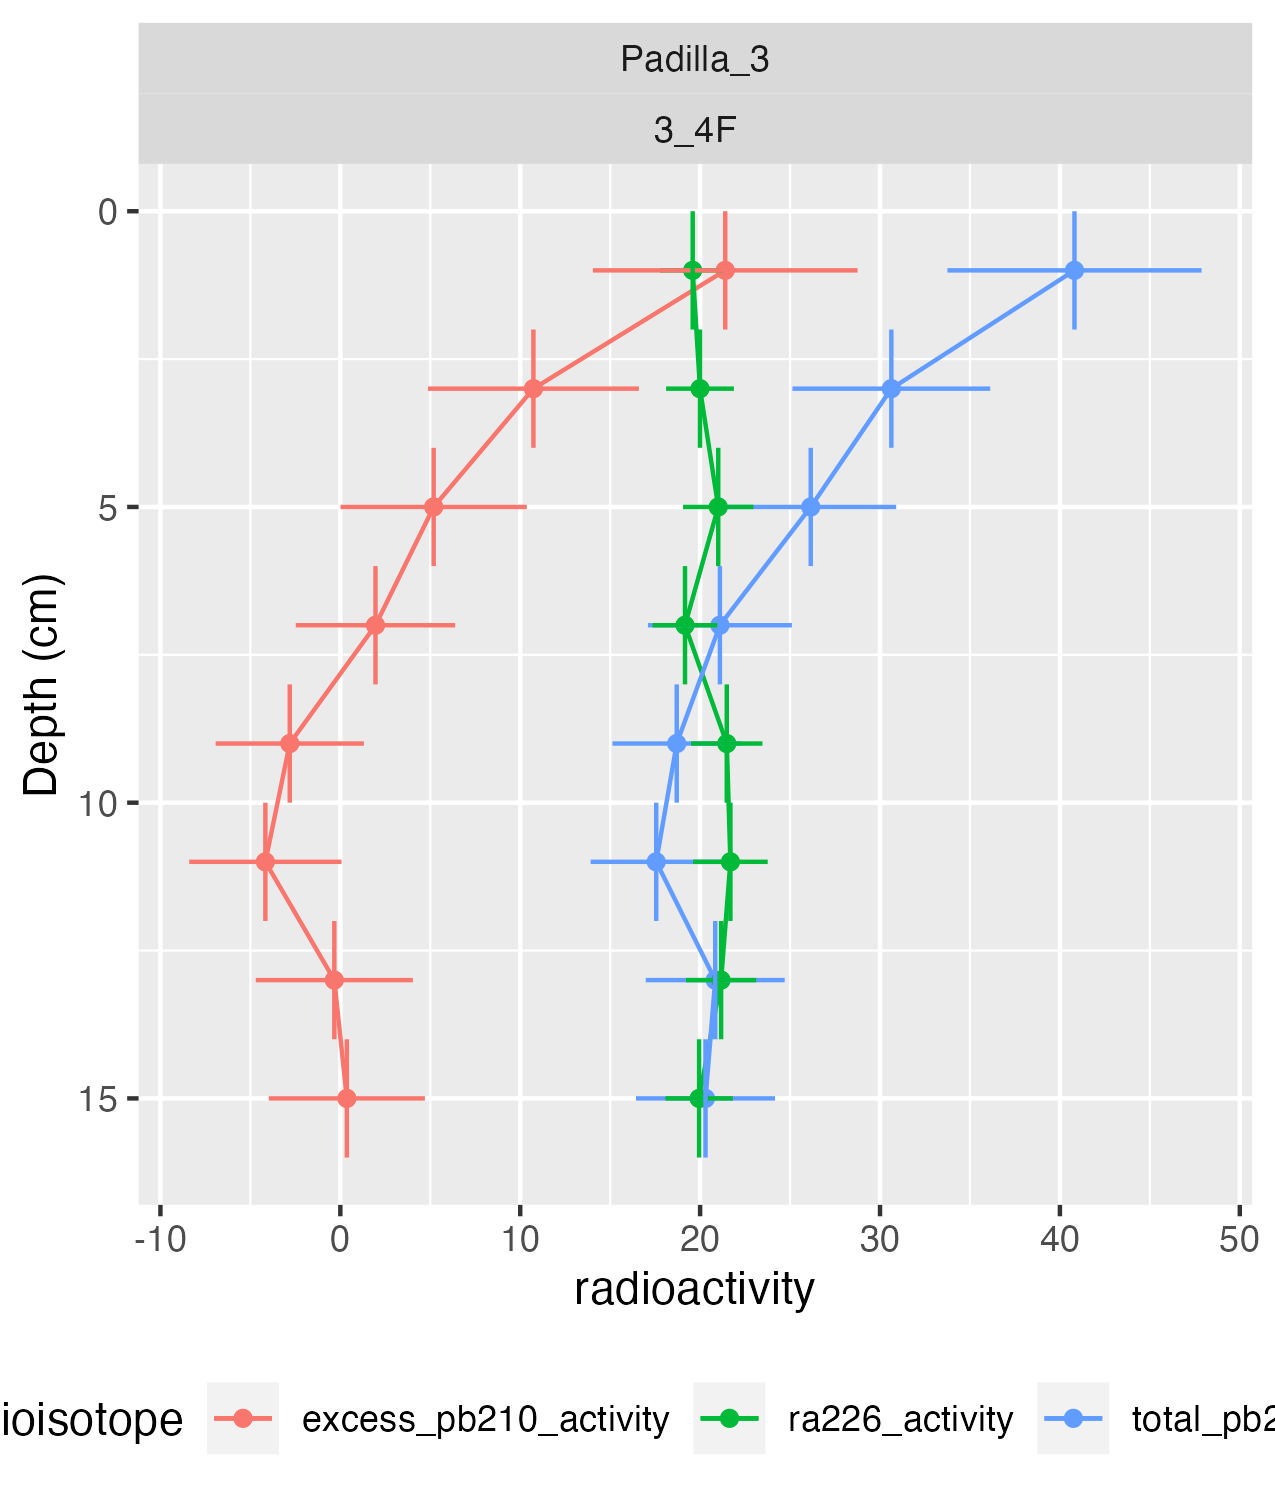 Padilla_3
3_4F
0
5
10
15
Depth (cm)
-10 0 10 20 30 40 50
radioactivity
ioisotope excess_pb210_activity ra226_activity total_pb2